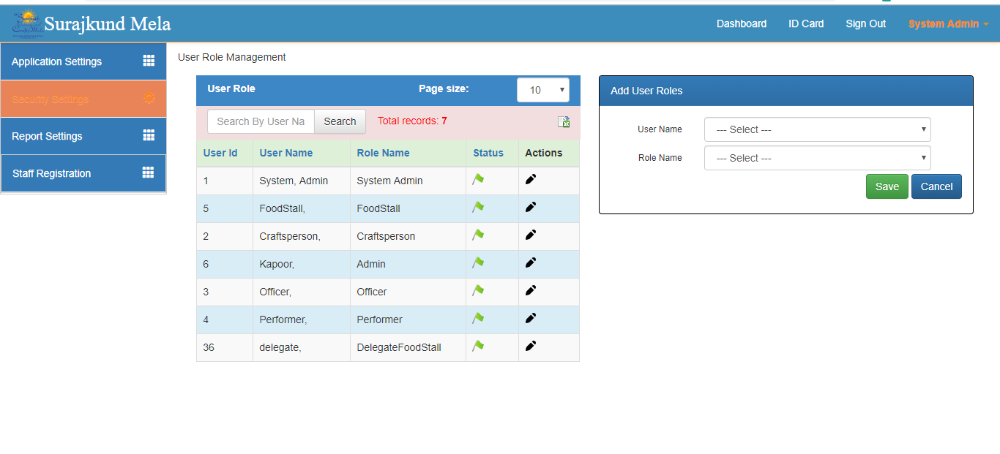 Surajkund Mela
Dashboard ID Card Sign Out System Admin
Application Settings
Security Settings
Report Settings
Staff Registration
User Role Management
User Role Page size: 10
Search By User Na Search Total records: 7
User Id User Name Role Name Status Actions
1 System, Admin System Admin
5 FoodStall, FoodStall
2 Craftsperson, Craftsperson
6 Kapoor, Admin
3 Officer, Officer
4 Performer, Performer
36 delegate, DelegateFoodStall
Add User Roles
User Name --- Select ---
Role Name --- Select ---
Save Cancel